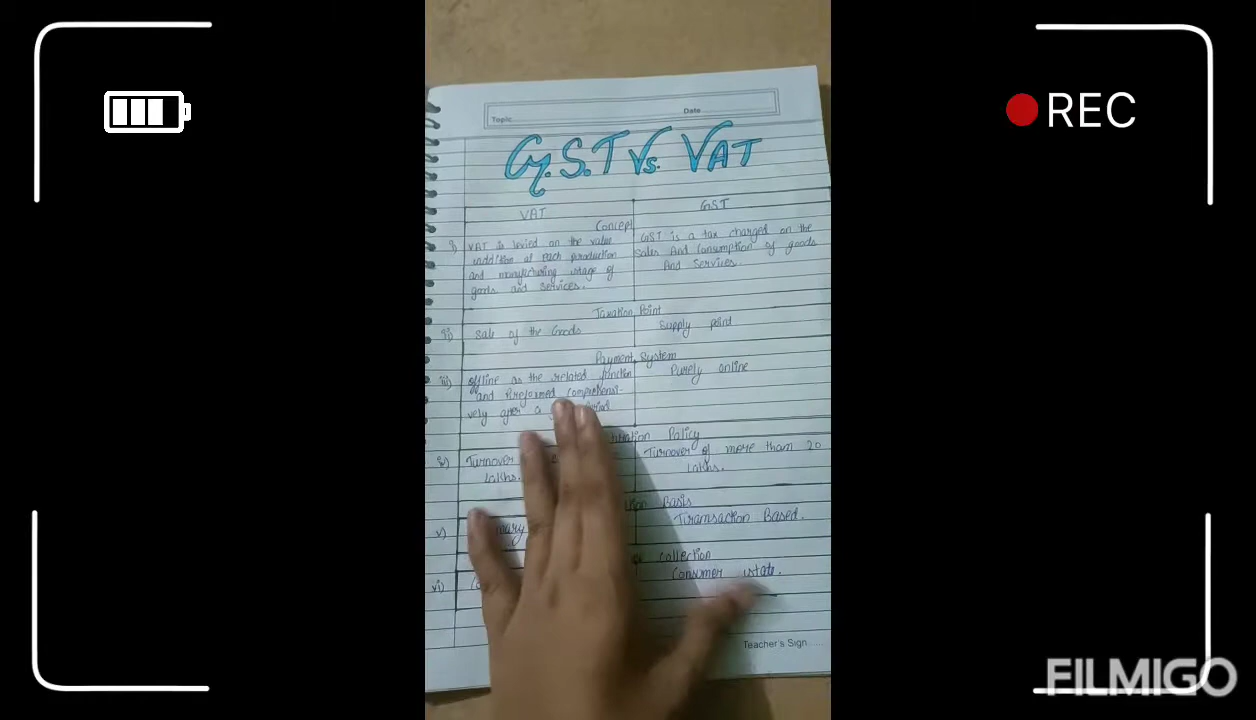 REC
Topic
Date
G.S.T Vs. VAT
VAT
GST
Concept
i) VAT is levied on the value
addition at each production
and manufacturing stage of
goods and services.
GST is a tax charged on the
Sales And Consumption of goods
And Services.
Taxation Point
ii) Sale of the Goods
Supply point
Payment System
iii) Offline as the related function
and
vely after a
Purely online
Policy
iv) Turnover
Lakhs.
Turnover of more than 20
Lakhs.
Basis
v)
Transaction Based.
collection
vi)
Consumer state.
Teacher's Sign
FILMIGO